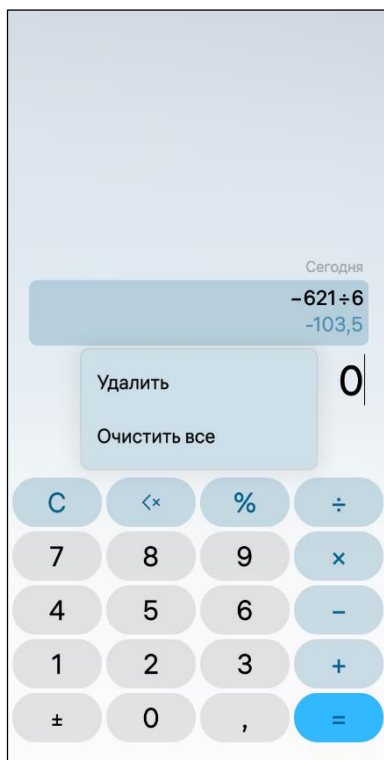 Сегодня
−621÷6
-103,5
0
Удалить
Очистить все
C <× % ÷
7 8 9 ×
4 5 6 −
1 2 3 +
± 0 , =